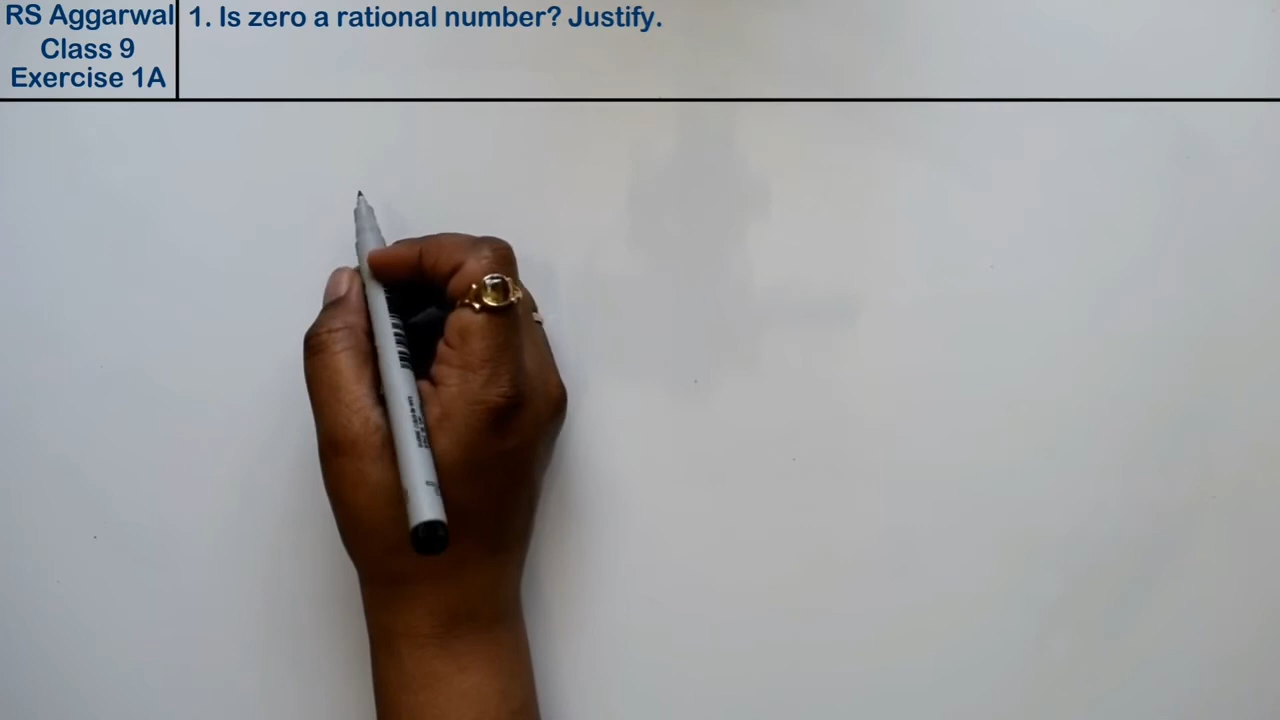 RS Aggarwal
Class 9
Exercise 1A
1. Is zero a rational number? Justify.